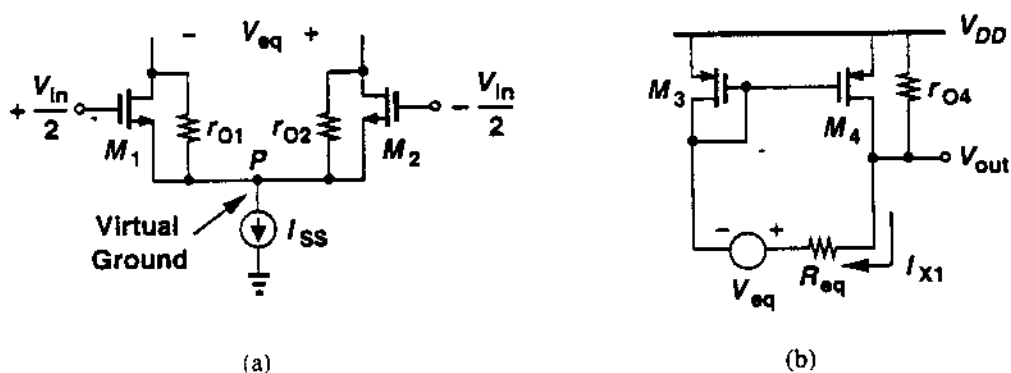 − V_eq +
+ V_in/2
− V_in/2
r_O1
r_O2
M_1
M_2
P
Virtual
Ground
I_SS
(a)
V_DD
M_3
M_4
r_O4
V_out
− +
V_eq
R_eq
I_X1
(b)